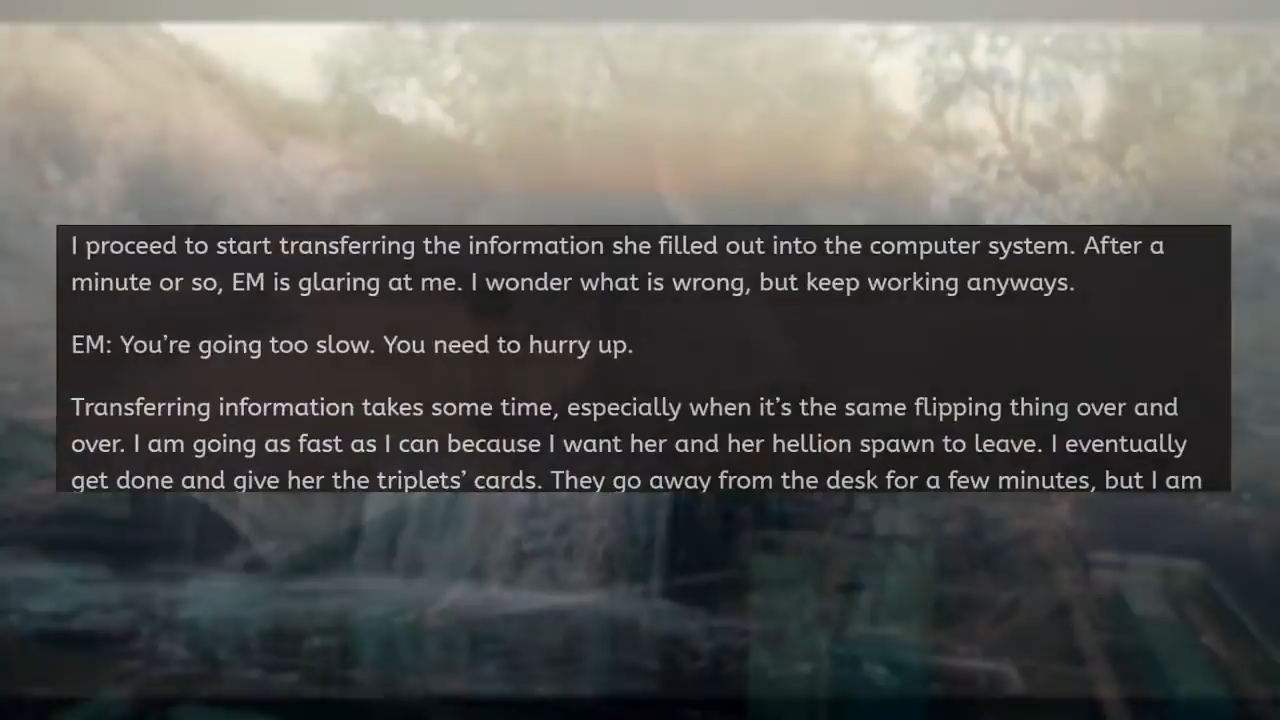 I proceed to start transferring the information she filled out into the computer system. After a
minute or so, EM is glaring at me. I wonder what is wrong, but keep working anyways.
EM: You’re going too slow. You need to hurry up.
Transferring information takes some time, especially when it’s the same flipping thing over and
over. I am going as fast as I can because I want her and her hellion spawn to leave. I eventually
get done and give her the triplets’ cards. They go away from the desk for a few minutes, but I am